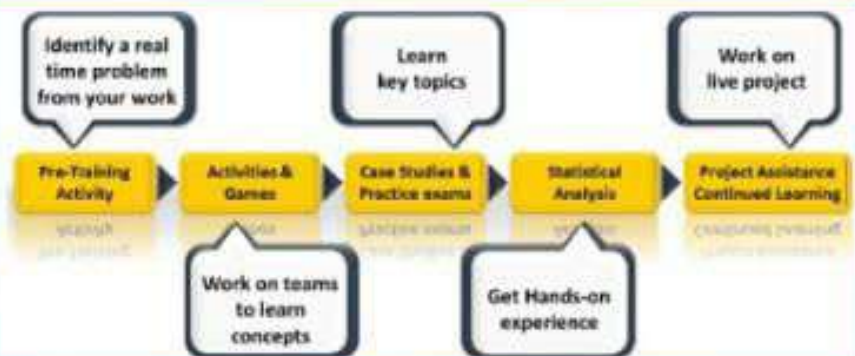 Identify a real
time problem
from your work
Learn
key topics
Work on
live project
Pre-Training
Activity
Activities &
Games
Case Studies &
Practice exams
Statistical
Analysis
Project Assistance
Continued Learning
Work on teams
to learn
concepts
Get Hands-on
experience